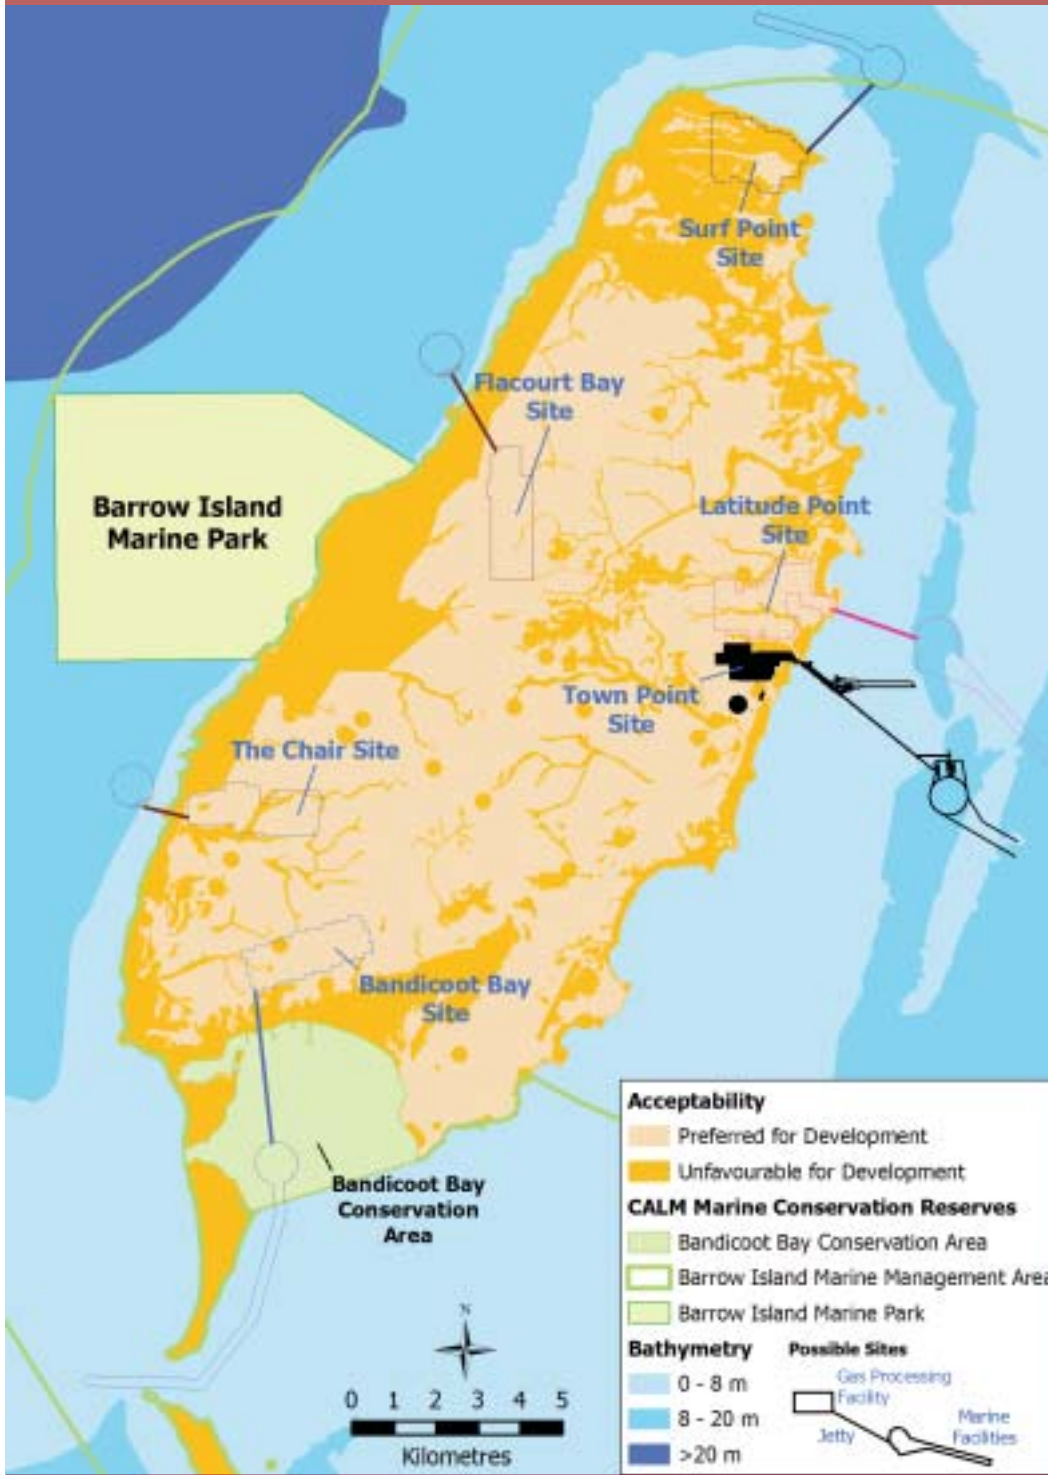 Surf Point
Site
Flacourt Bay
Site
Barrow Island
Marine Park
Latitude Point
Site
Town Point
Site
The Chair Site
Bandicoot Bay
Site
Bandicoot Bay
Conservation
Area
N
0 1 2 3 4 5
Kilometres
Acceptability
Preferred for Development
Unfavourable for Development
CALM Marine Conservation Reserves
Bandicoot Bay Conservation Area
Barrow Island Marine Management Area
Barrow Island Marine Park
Bathymetry
0 - 8 m
8 - 20 m
>20 m
Possible Sites
Gas Processing
Facility
Jetty
Marine
Facilities